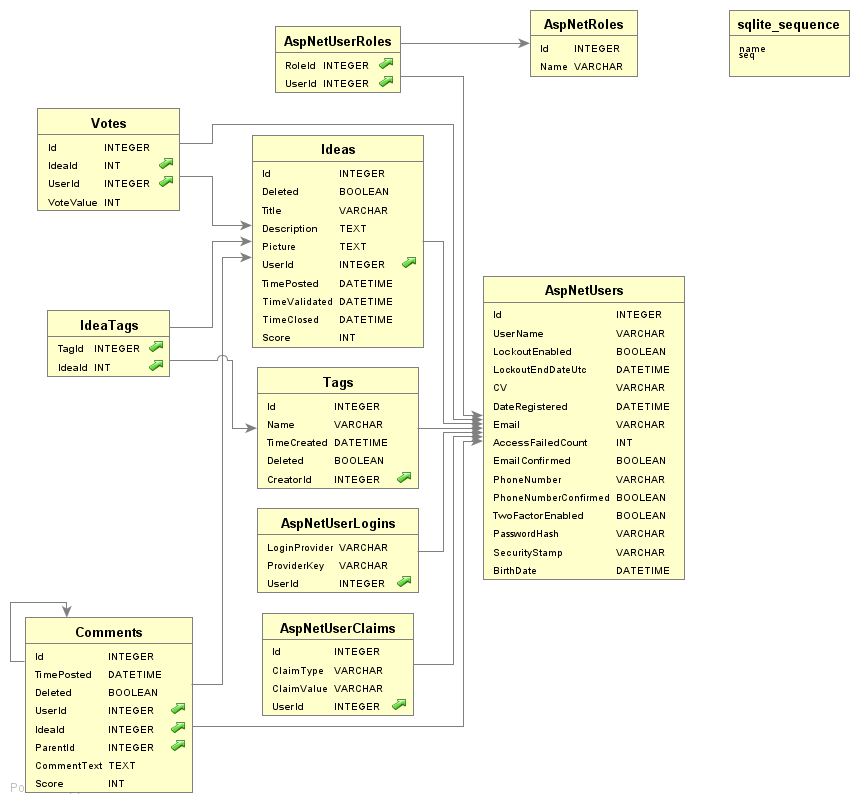 AspNetUserRoles
RoleId INTEGER
UserId INTEGER
AspNetRoles
Id INTEGER
Name VARCHAR
sqlite_sequence
name
seq
Votes
Id INTEGER
IdeaId INT
UserId INTEGER
VoteValue INT
Ideas
Id INTEGER
Deleted BOOLEAN
Title VARCHAR
Description TEXT
Picture TEXT
UserId INTEGER
TimePosted DATETIME
TimeValidated DATETIME
TimeClosed DATETIME
Score INT
IdeaTags
TagId INTEGER
IdeaId INT
Tags
Id INTEGER
Name VARCHAR
TimeCreated DATETIME
Deleted BOOLEAN
CreatorId INTEGER
AspNetUsers
Id INTEGER
UserName VARCHAR
LockoutEnabled BOOLEAN
LockoutEndDateUtc DATETIME
CV VARCHAR
DateRegistered DATETIME
Email VARCHAR
AccessFailedCount INT
EmailConfirmed BOOLEAN
PhoneNumber VARCHAR
PhoneNumberConfirmed BOOLEAN
TwoFactorEnabled BOOLEAN
PasswordHash VARCHAR
SecurityStamp VARCHAR
BirthDate DATETIME
AspNetUserLogins
LoginProvider VARCHAR
ProviderKey VARCHAR
UserId INTEGER
AspNetUserClaims
Id INTEGER
ClaimType VARCHAR
ClaimValue VARCHAR
UserId INTEGER
Comments
Id INTEGER
TimePosted DATETIME
Deleted BOOLEAN
UserId INTEGER
IdeaId INTEGER
ParentId INTEGER
CommentText TEXT
Score INT